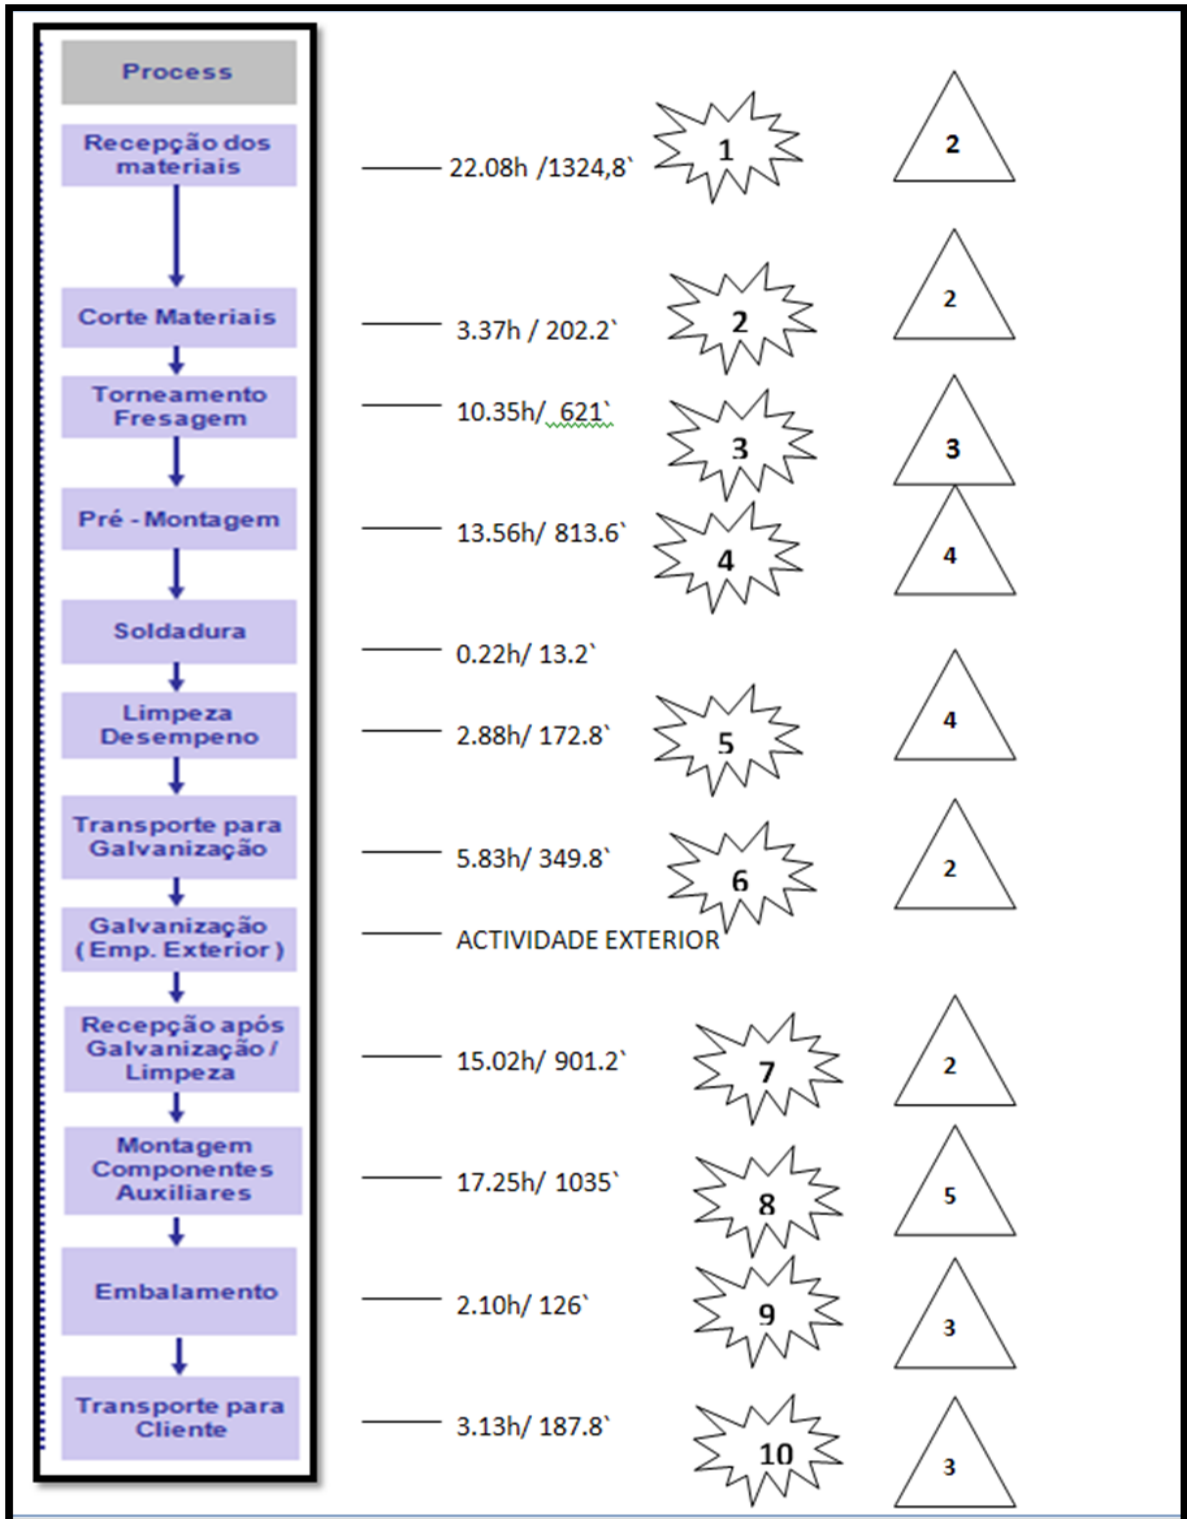 Process
Recepção dos
materiais
22.08h /1324,8`
1
2
Corte Materiais
3.37h / 202.2`
2
2
Torneamento
Fresagem
10.35h/  621`
3
3
Pré - Montagem
13.56h/ 813.6`
4
4
Soldadura
0.22h/ 13.2`
Limpeza
Desempeno
2.88h/ 172.8`
5
4
Transporte para
Galvanização
5.83h/ 349.8`
6
2
Galvanização
( Emp. Exterior )
ACTIVIDADE EXTERIOR
Recepção após
Galvanização /
Limpeza
15.02h/ 901.2`
7
2
Montagem
Componentes
Auxiliares
17.25h/ 1035`
8
5
Embalamento
2.10h/ 126`
9
3
Transporte para
Cliente
3.13h/ 187.8`
10
3